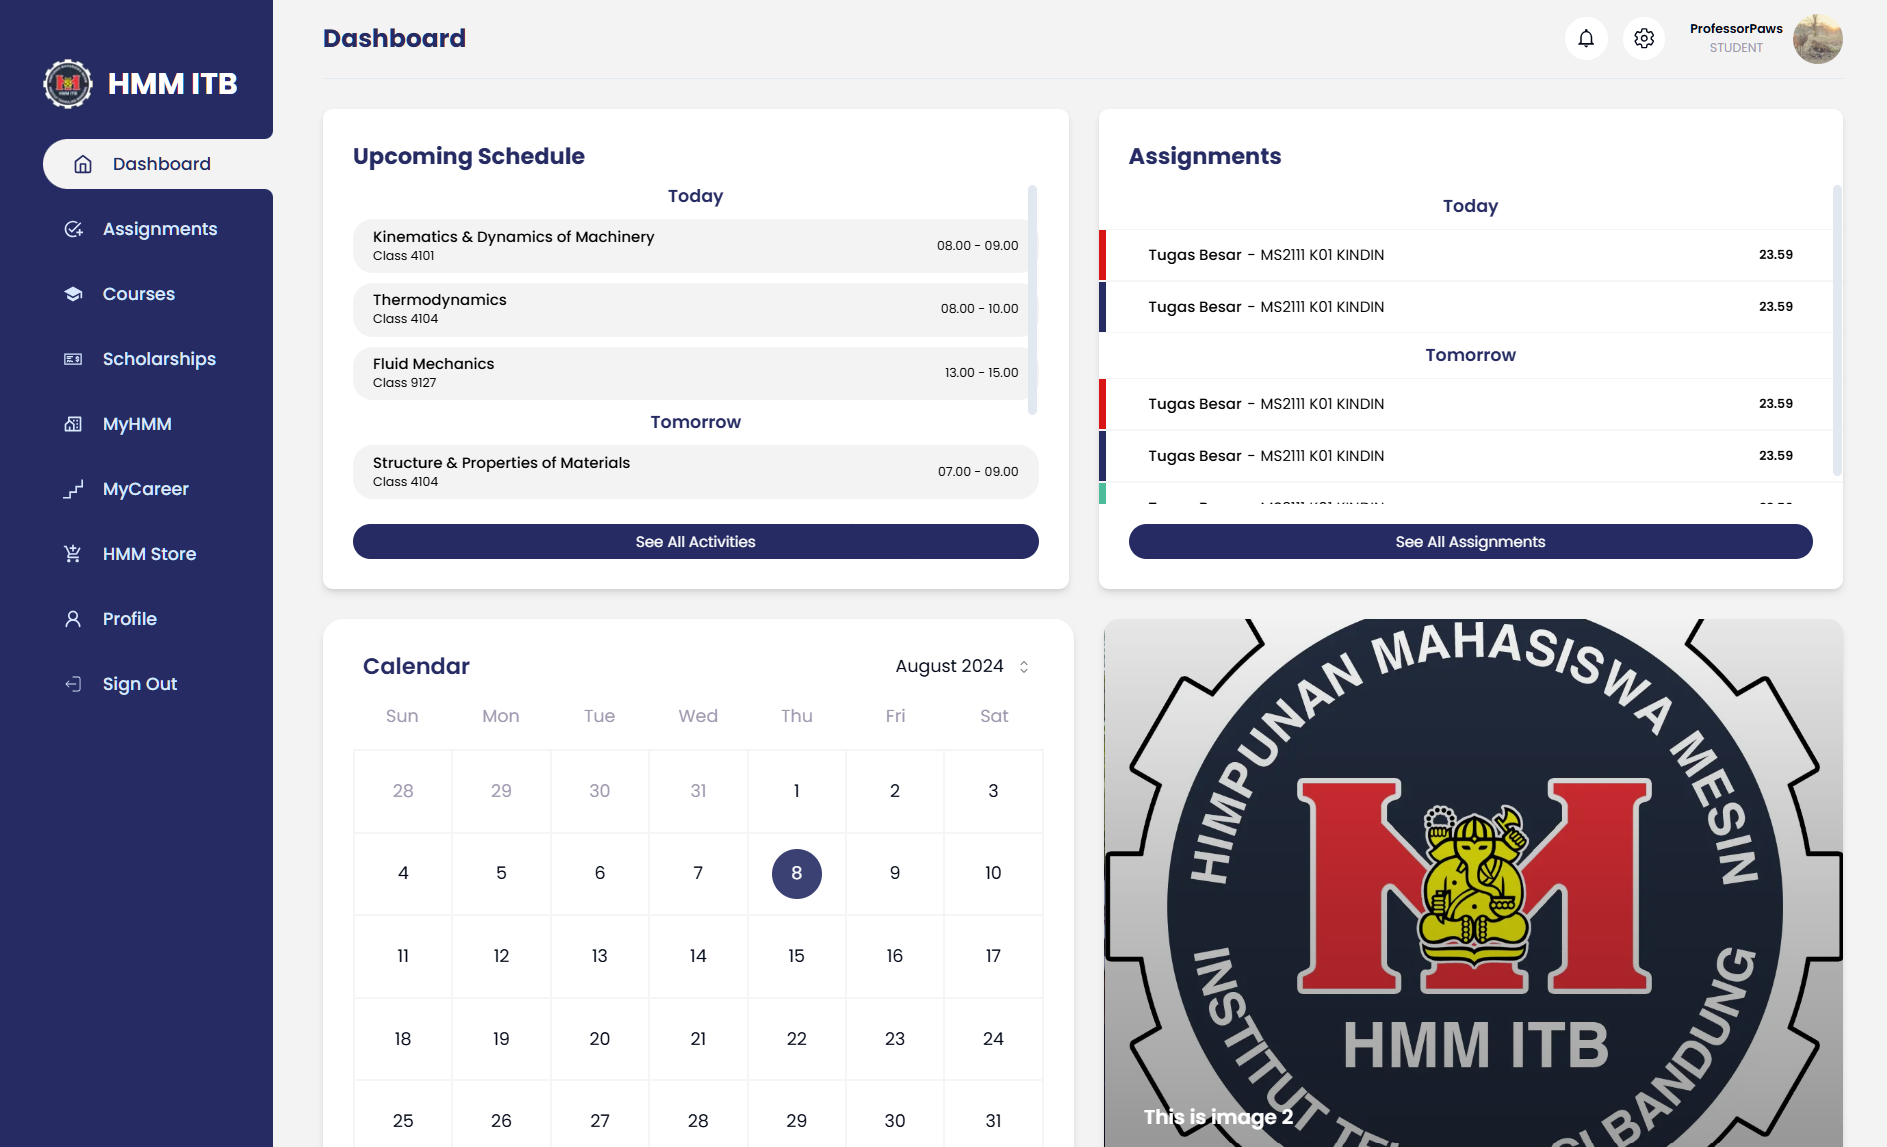 HMM ITB
Dashboard
Assignments
Courses
Scholarships
MyHMM
MyCareer
HMM Store
Profile
Sign Out
Dashboard
ProfessorPaws
STUDENT
Upcoming Schedule
Today
Kinematics & Dynamics of Machinery
Class 4101
08.00 - 09.00
Thermodynamics
Class 4104
08.00 - 10.00
Fluid Mechanics
Class 9127
13.00 - 15.00
Tomorrow
Structure & Properties of Materials
Class 4104
07.00 - 09.00
See All Activities
Assignments
Today
Tugas Besar - MS2111 K01 KINDIN 23.59
Tugas Besar - MS2111 K01 KINDIN 23.59
Tomorrow
Tugas Besar - MS2111 K01 KINDIN 23.59
Tugas Besar - MS2111 K01 KINDIN 23.59
See All Assignments
Calendar
August 2024
Sun Mon Tue Wed Thu Fri Sat
28 29 30 31 1 2 3
4 5 6 7 8 9 10
11 12 13 14 15 16 17
18 19 20 21 22 23 24
25 26 27 28 29 30 31
HIMPUNAN MAHASISWA MESIN
HMM ITB
INSTITUT BANDUNG
This is image 2